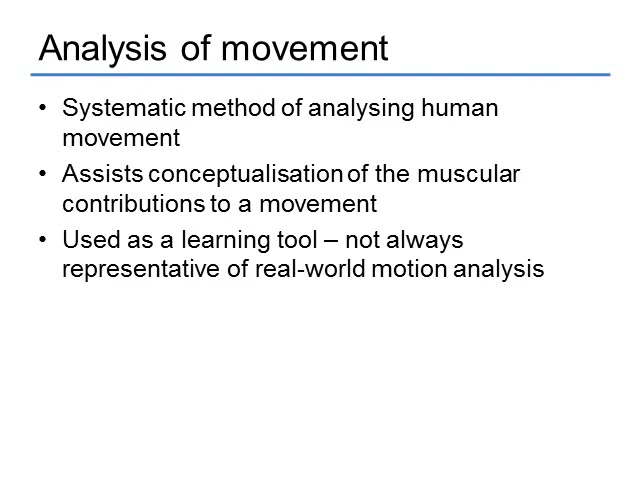 Analysis of movement
• Systematic method of analysing human
movement
• Assists conceptualisation of the muscular
contributions to a movement
• Used as a learning tool – not always
representative of real-world motion analysis